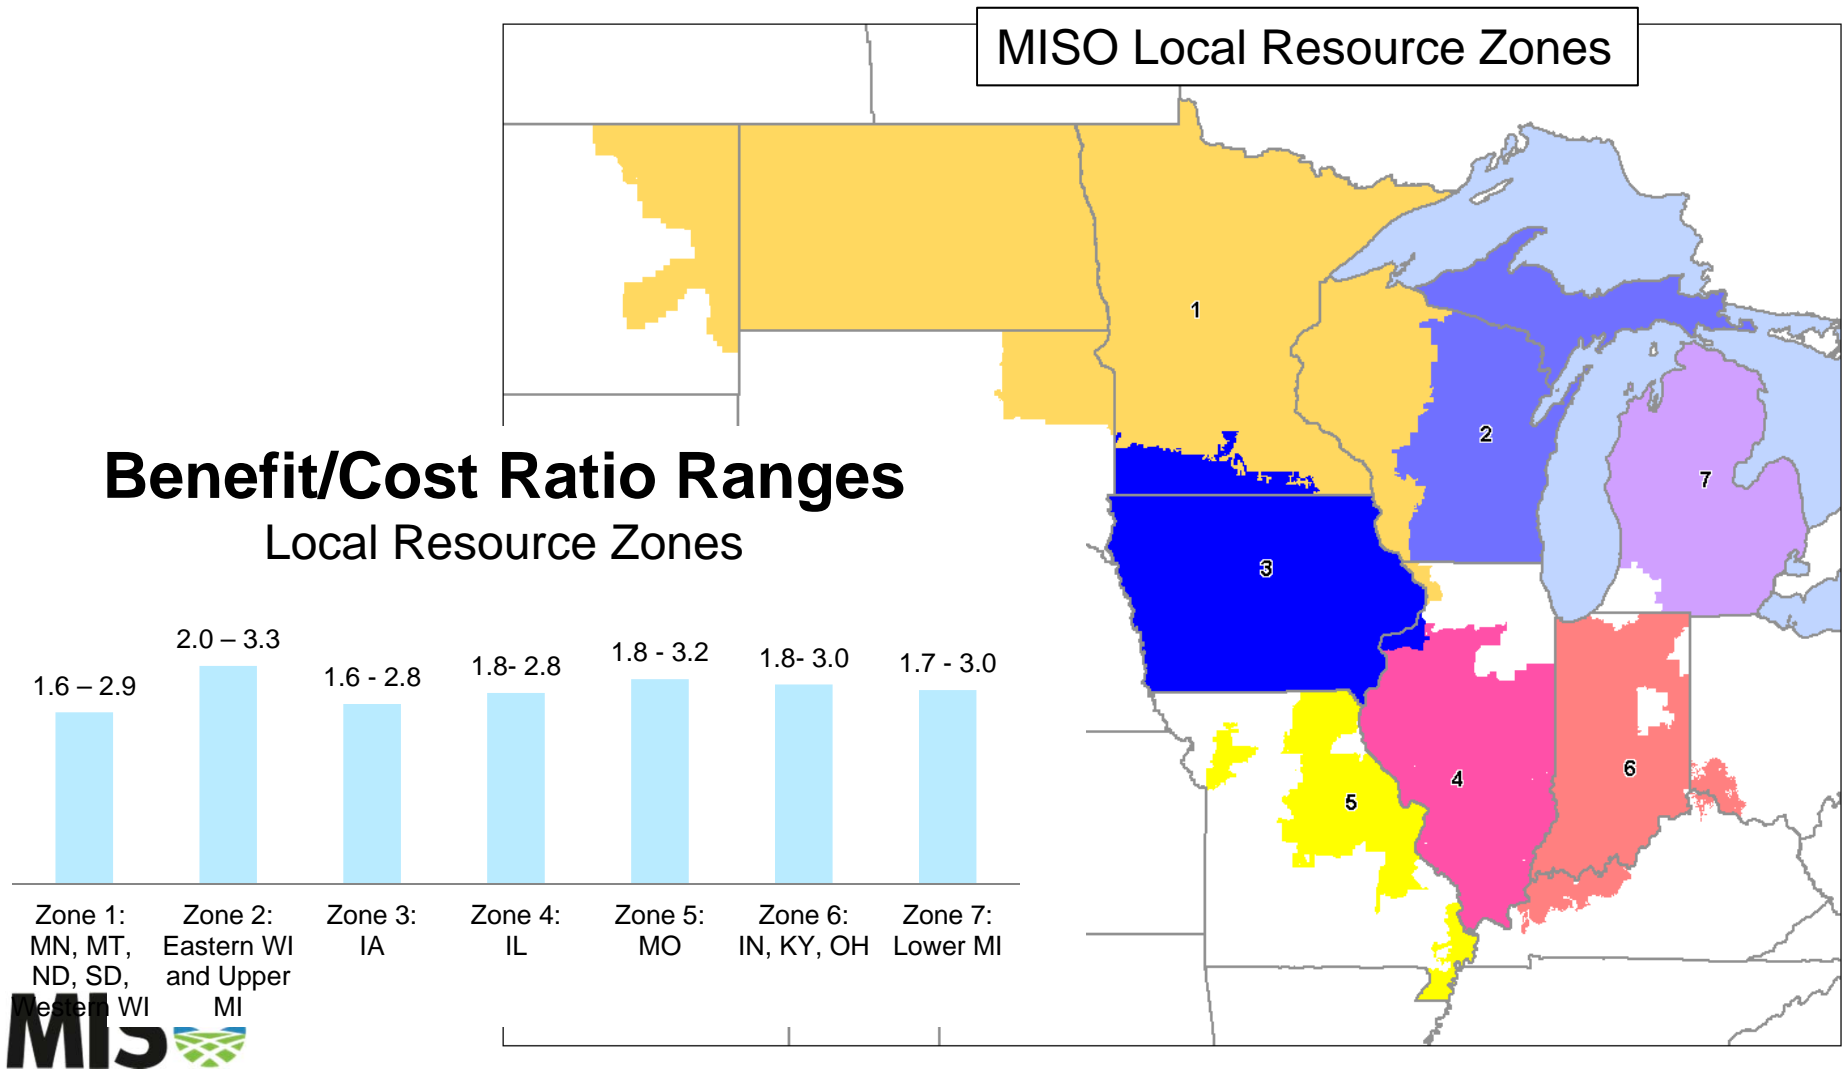 MISO Local Resource Zones
1
2
7
3
4
6
5
Benefit/Cost Ratio Ranges
Local Resource Zones
1.6 – 2.9
2.0 – 3.3
1.6 - 2.8
1.8- 2.8
1.8 - 3.2
1.8- 3.0
1.7 - 3.0
Zone 1:
MN, MT,
ND, SD,
Western WI
Zone 2:
Eastern WI
and Upper
MI
Zone 3:
IA
Zone 4:
IL
Zone 5:
MO
Zone 6:
IN, KY, OH
Zone 7:
Lower MI
MISO